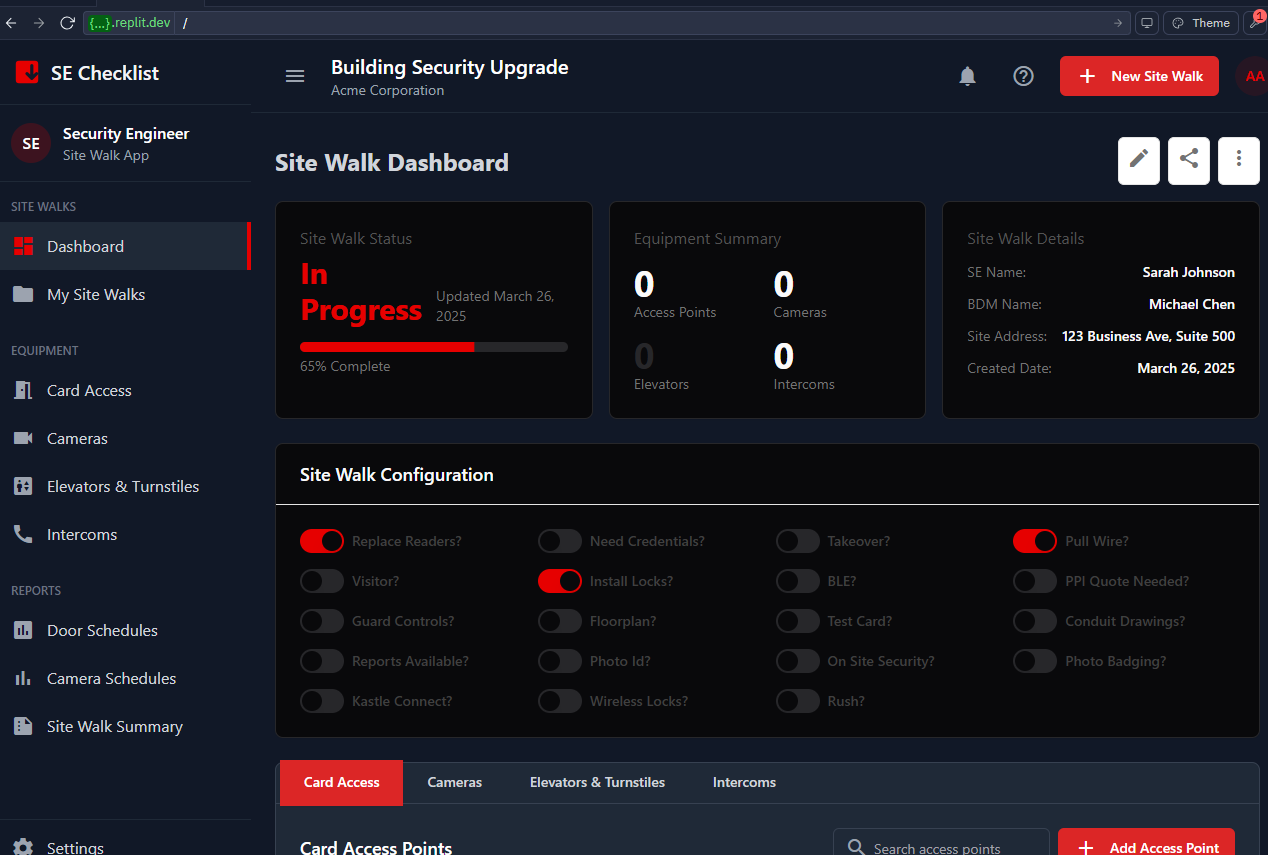 {...}.replit.dev /
Theme
1
SE Checklist
Building Security Upgrade
Acme Corporation
New Site Walk
AA
SE
Security Engineer
Site Walk App
SITE WALKS
Dashboard
My Site Walks
EQUIPMENT
Card Access
Cameras
Elevators & Turnstiles
Intercoms
REPORTS
Door Schedules
Camera Schedules
Site Walk Summary
Settings
Site Walk Dashboard
Site Walk Status
In
Progress
Updated March 26,
2025
65% Complete
Equipment Summary
0 0
Access Points Cameras
0 0
Elevators Intercoms
Site Walk Details
SE Name: Sarah Johnson
BDM Name: Michael Chen
Site Address: 123 Business Ave, Suite 500
Created Date: March 26, 2025
Site Walk Configuration
Replace Readers? Need Credentials? Takeover? Pull Wire?
Visitor? Install Locks? BLE? PPI Quote Needed?
Guard Controls? Floorplan? Test Card? Conduit Drawings?
Reports Available? Photo Id? On Site Security? Photo Badging?
Kastle Connect? Wireless Locks? Rush?
Card Access Cameras Elevators & Turnstiles Intercoms
Card Access Points
Search access points
Add Access Point